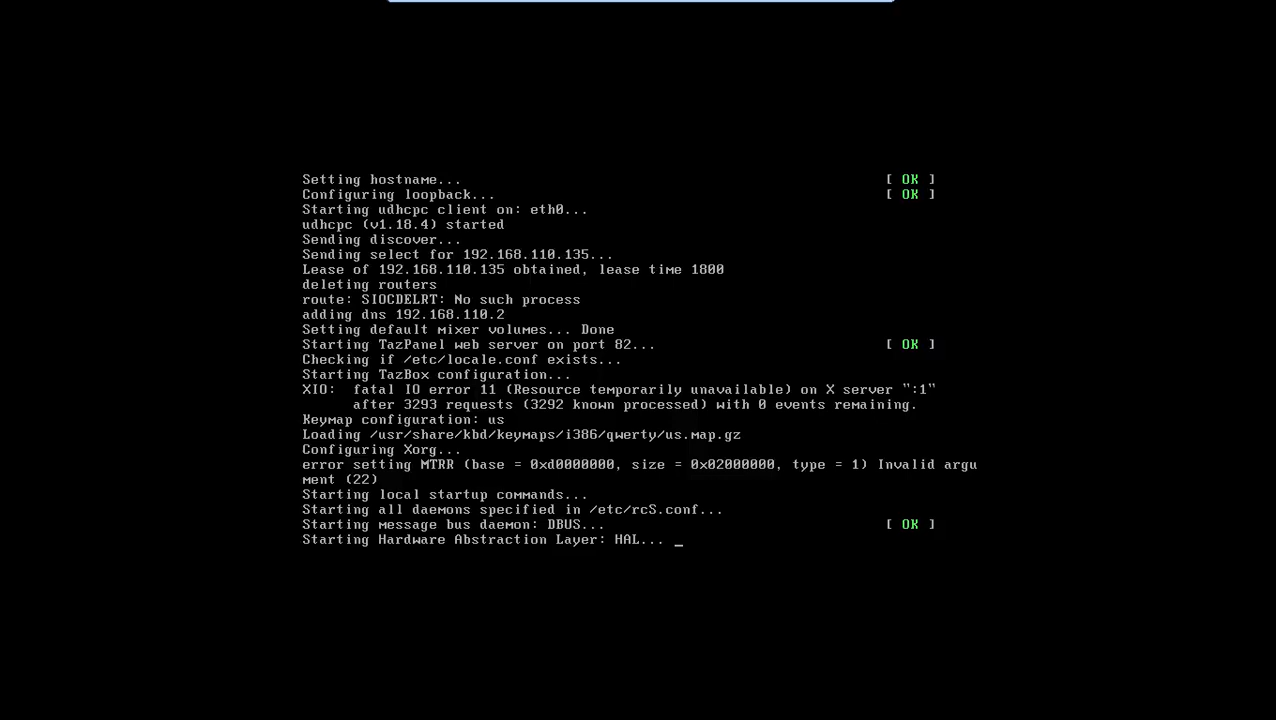 Setting hostname... [ OK ]
Configuring loopback... [ OK ]
Starting udhcpc client on: eth0...
udhcpc (v1.18.4) started
Sending discover...
Sending select for 192.168.110.135...
Lease of 192.168.110.135 obtained, lease time 1800
deleting routers
route: SIOCDELRT: No such process
adding dns 192.168.110.2
Setting default mixer volumes... Done
Starting TazPanel web server on port 82... [ OK ]
Checking if /etc/locale.conf exists...
Starting TazBox configuration...
XIO:  fatal IO error 11 (Resource temporarily unavailable) on X server ":1"
      after 3293 requests (3292 known processed) with 0 events remaining.
Keymap configuration: us
Loading /usr/share/kbd/keymaps/i386/qwerty/us.map.gz
Configuring Xorg...
error setting MTRR (base = 0xd0000000, size = 0x02000000, type = 1) Invalid argu
ment (22)
Starting local startup commands...
Starting all daemons specified in /etc/rcS.conf...
Starting message bus daemon: DBUS... [ OK ]
Starting Hardware Abstraction Layer: HAL... _